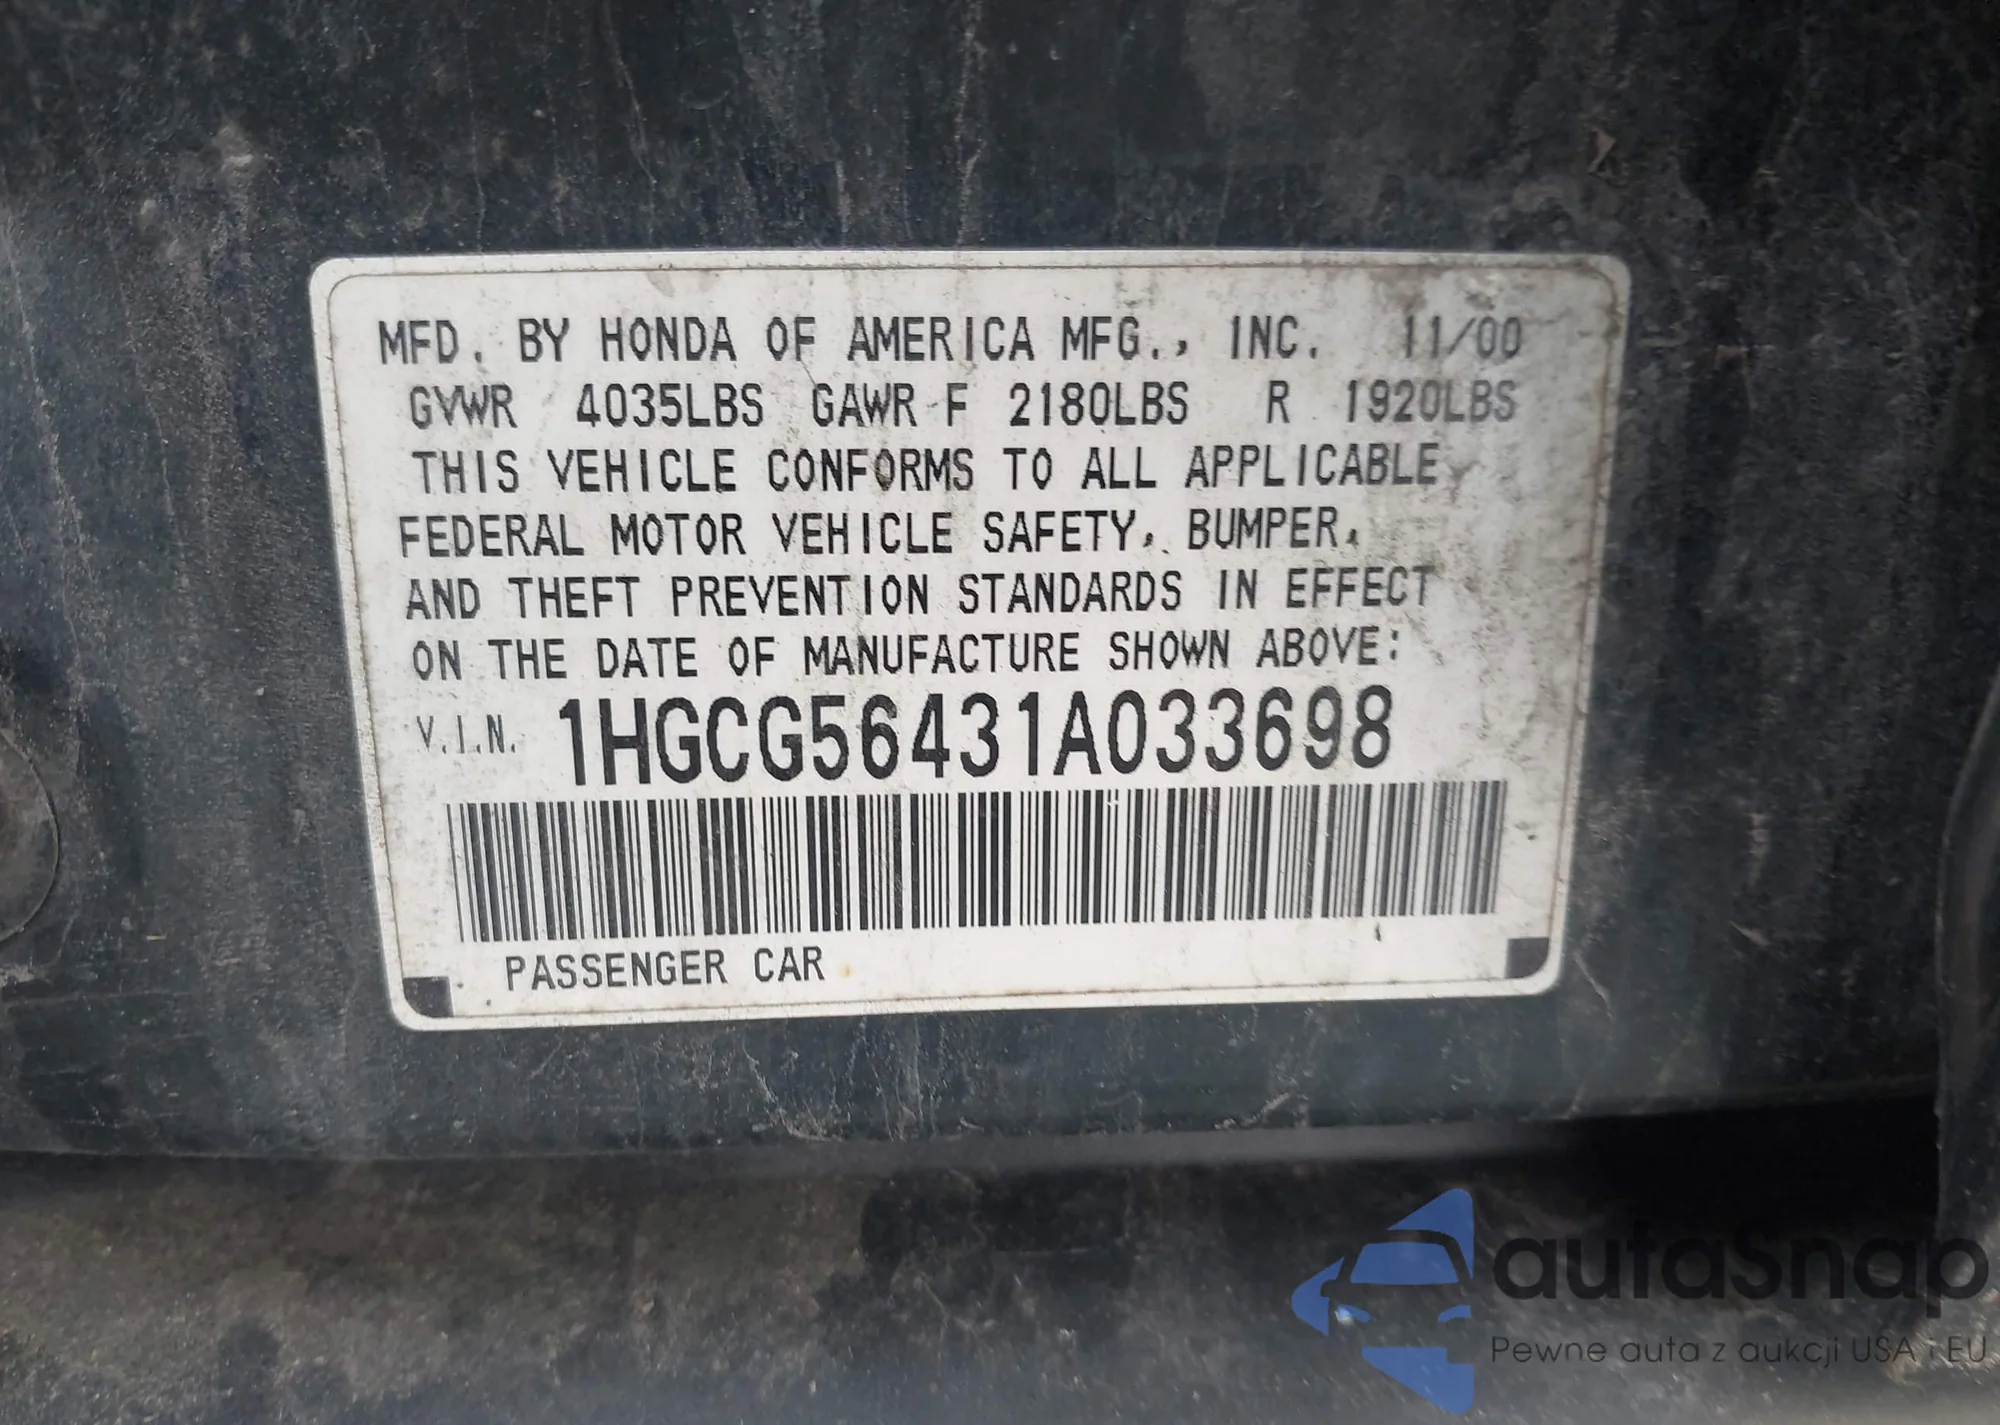 MFD. BY HONDA OF AMERICA MFG., INC. 11/00
GVWR 4035LBS GAWR F 2180LBS R 1920LBS
THIS VEHICLE CONFORMS TO ALL APPLICABLE
FEDERAL MOTOR VEHICLE SAFETY, BUMPER,
AND THEFT PREVENTION STANDARDS IN EFFECT
ON THE DATE OF MANUFACTURE SHOWN ABOVE:
V.I.N. 1HGCG56431A033698
PASSENGER CAR
autaSnap
Pewne auta z aukcji USA i EU